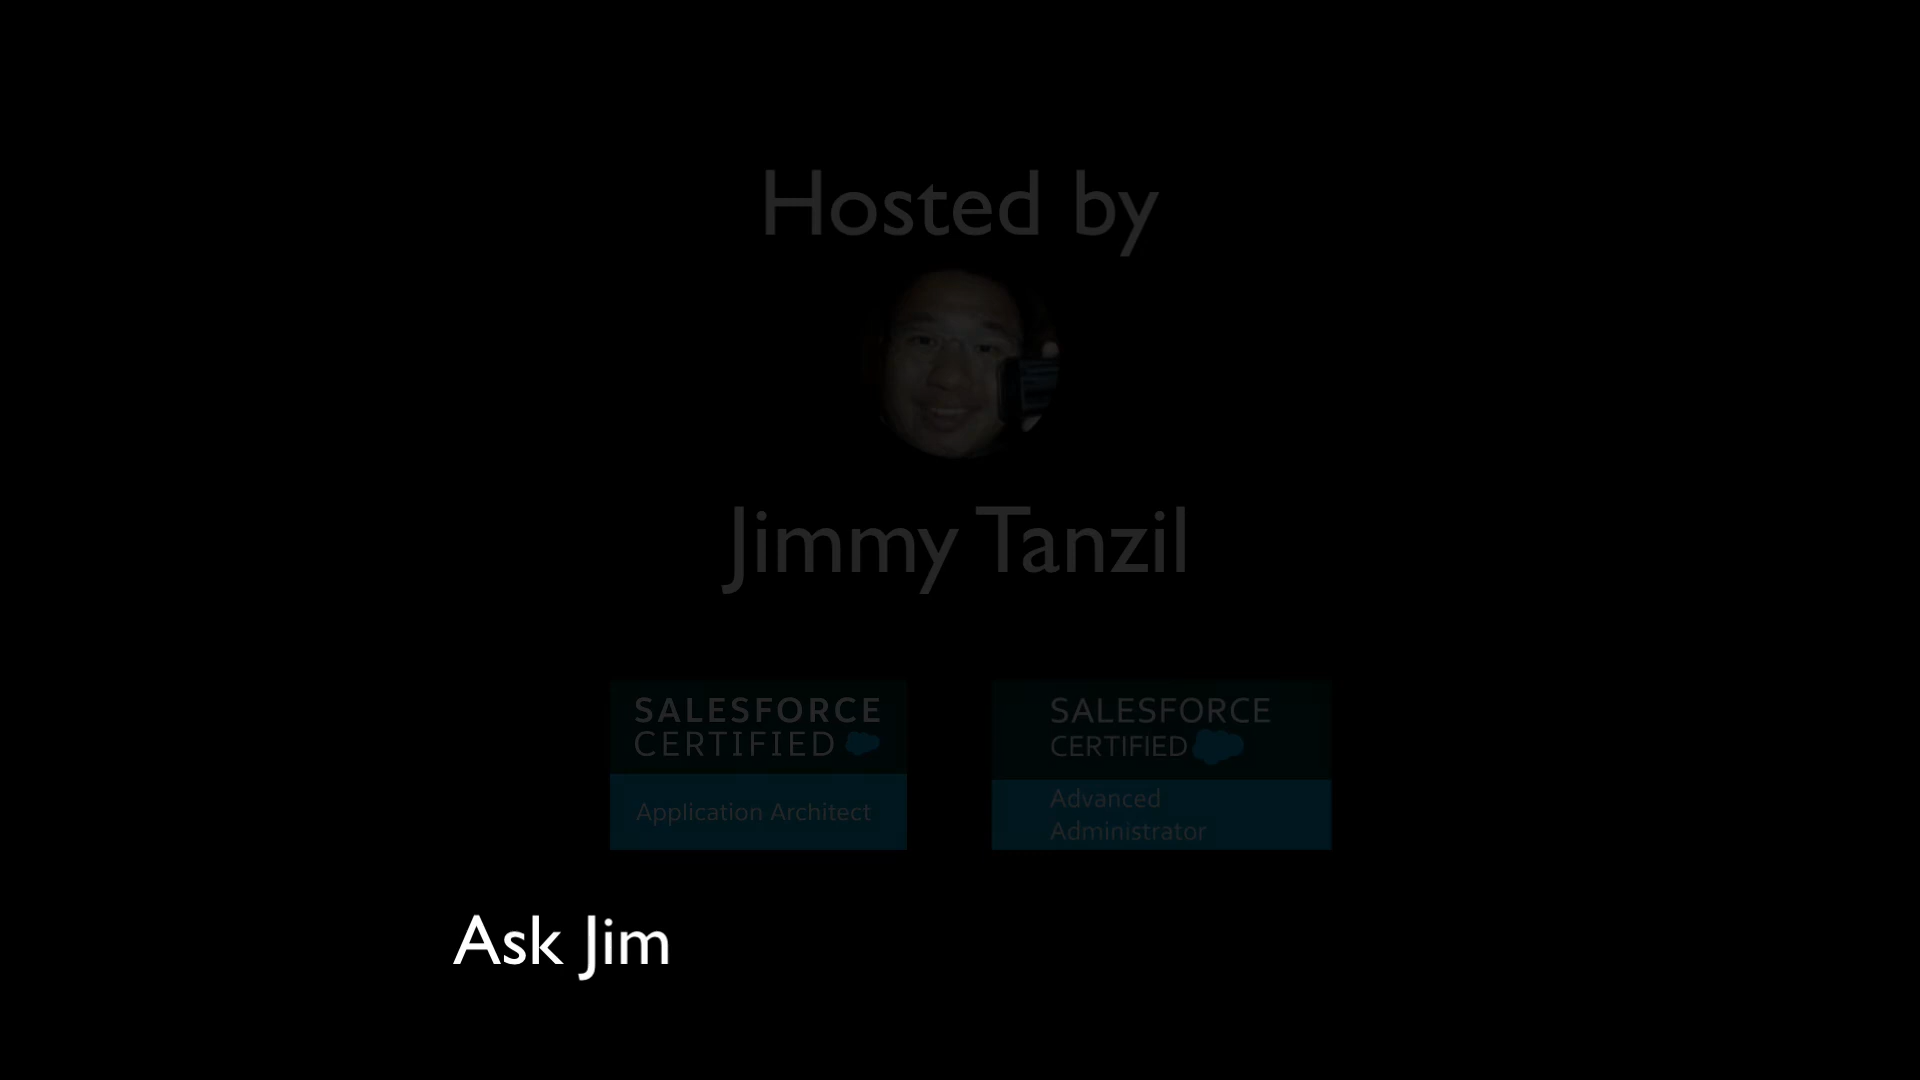 Hosted by
Jimmy Tanzil
SALESFORCE
CERTIFIED
Application Architect
SALESFORCE
CERTIFIED
Advanced
Administrator
Ask Jim